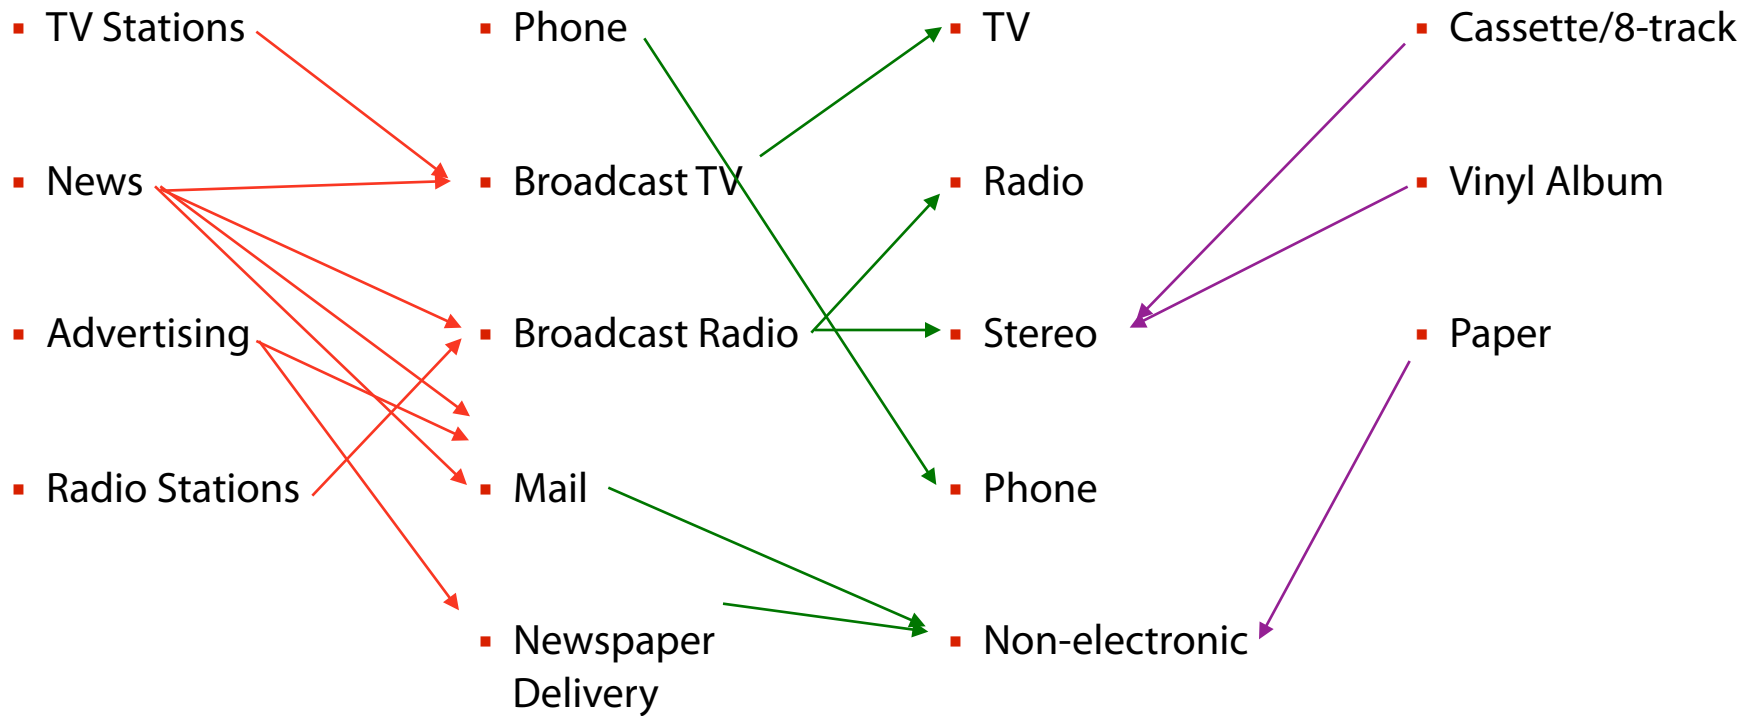 ▪ TV Stations
▪ News
▪ Advertising
▪ Radio Stations
▪ Phone
▪ Broadcast TV
▪ Broadcast Radio
▪ Mail
▪ Newspaper
Delivery
▪ TV
▪ Radio
▪ Stereo
▪ Phone
▪ Non-electronic
▪ Cassette/8-track
▪ Vinyl Album
▪ Paper